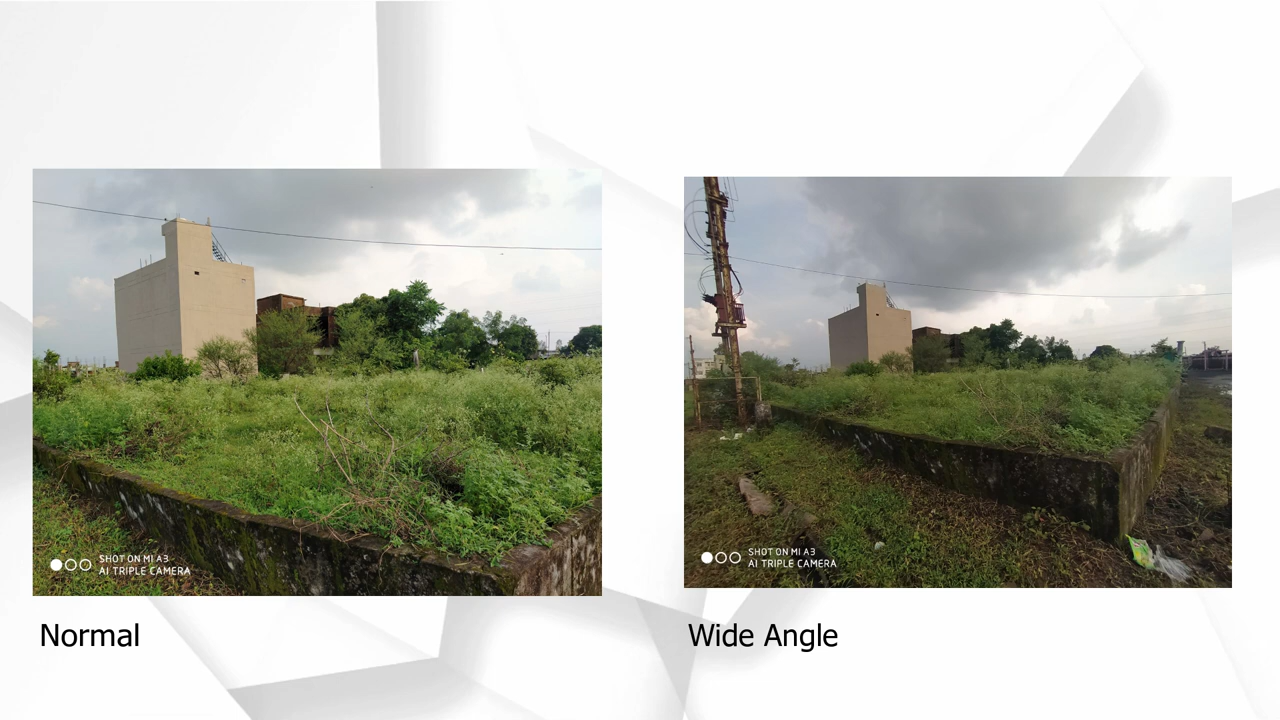 SHOT ON MI A3
AI TRIPLE CAMERA
SHOT ON MI A3
AI TRIPLE CAMERA
Normal
Wide Angle